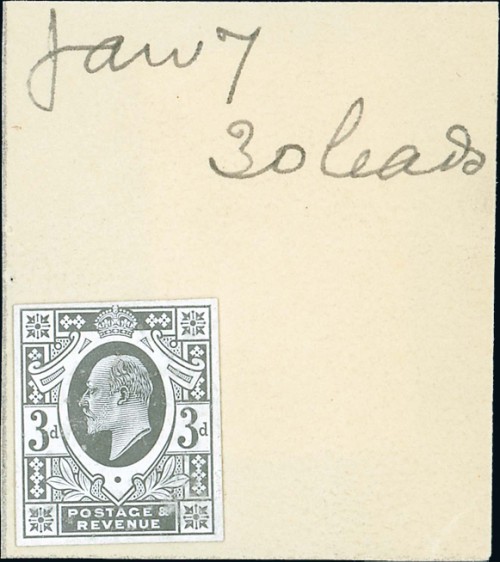 Jan 7
30 leads
3d 3d
POSTAGE &
REVENUE